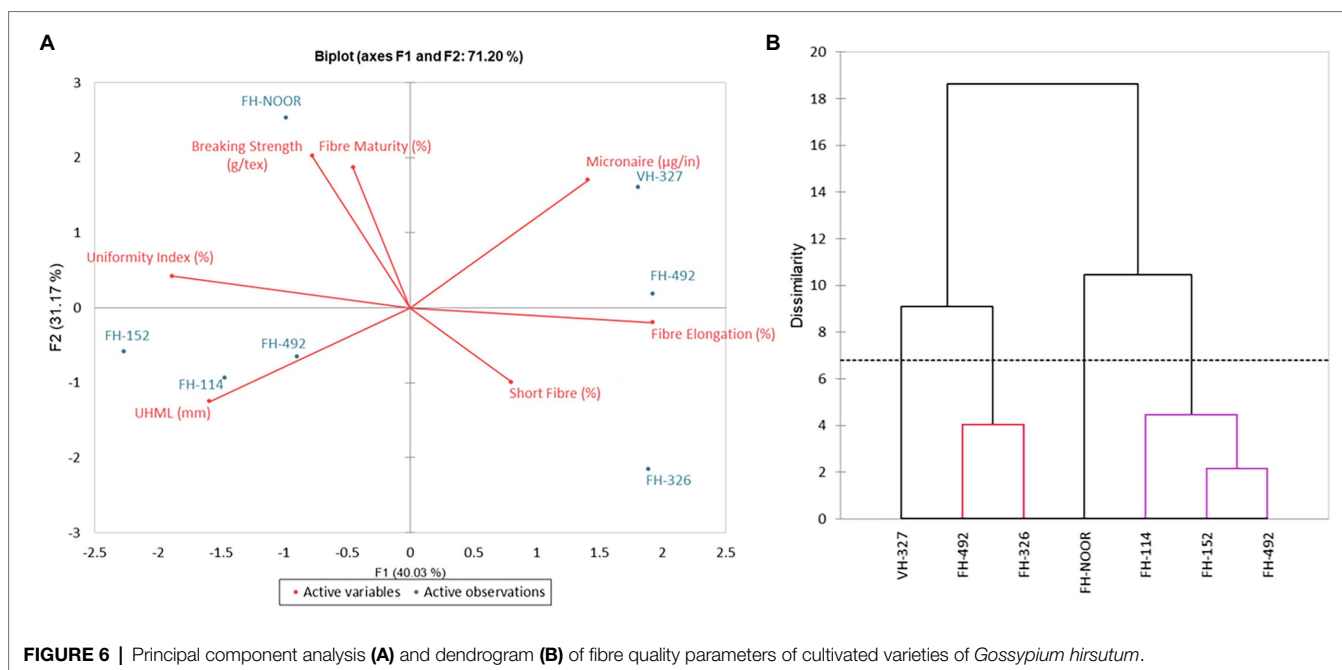 A
Biplot (axes F1 and F2: 71.20 %)
3
2
1
0
-1
-2
-3
F2 (31.17 %)
FH-NOOR
Breaking Strength
(g/tex)
Fibre Maturity (%)
Micronaire (µg/in)
VH-327
Uniformity Index (%)
FH-492
Fibre Elongation (%)
FH-152
FH-492
FH-114
UHML (mm)
Short Fibre (%)
FH-326
-2.5 -2 -1.5 -1 -0.5 0 0.5 1 1.5 2 2.5
F1 (40.03 %)
Active variables Active observations
B
20
18
16
14
12
10
8
6
4
2
0
Dissimilarity
VH-327
FH-492
FH-326
FH-NOOR
FH-114
FH-152
FH-492
FIGURE 6 | Principal component analysis (A) and dendrogram (B) of fibre quality parameters of cultivated varieties of Gossypium hirsutum.